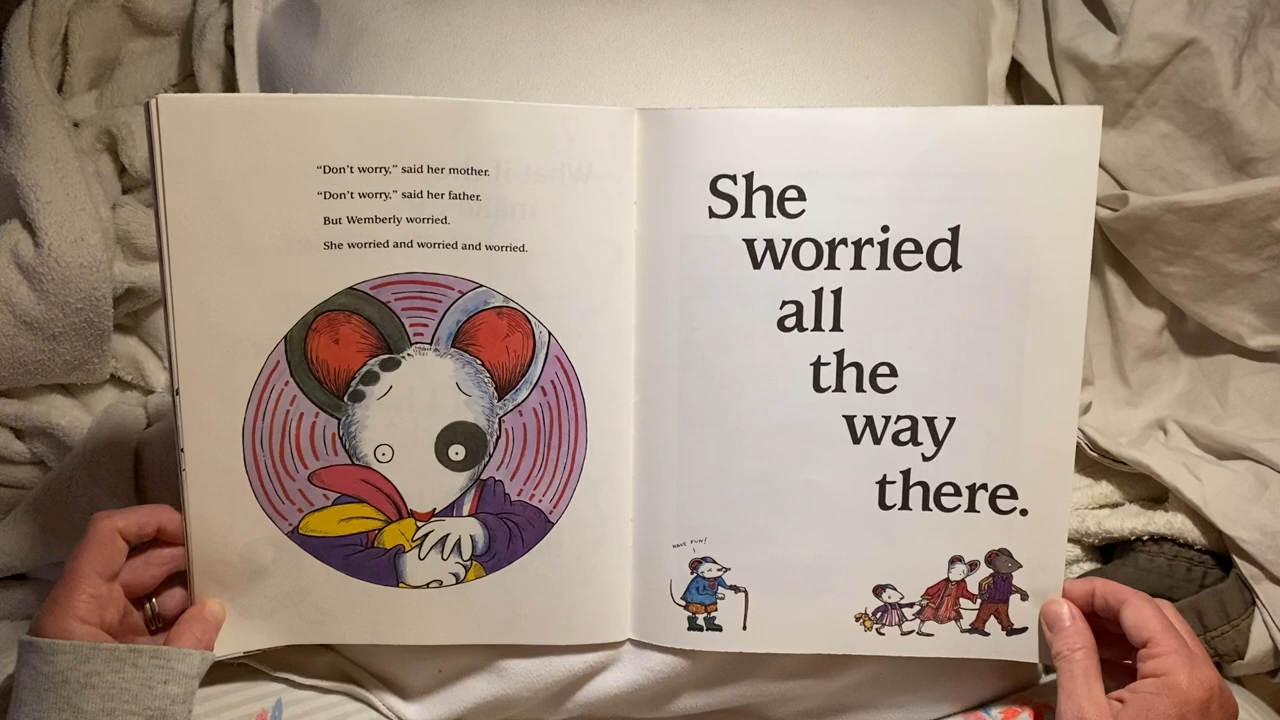 “Don’t worry,” said her mother.
“Don’t worry,” said her father.
But Wemberly worried.
She worried and worried and worried.
She
worried
all
the
way
there.
HAVE FUN!